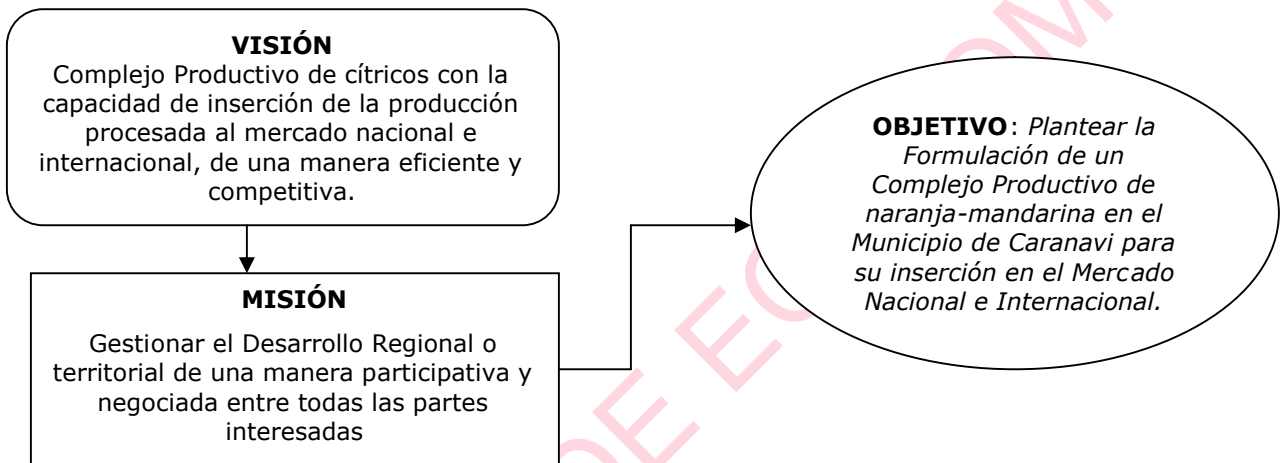 VISIÓN
Complejo Productivo de cítricos con la
capacidad de inserción de la producción
procesada al mercado nacional e
internacional, de una manera eficiente y
competitiva.
MISIÓN
Gestionar el Desarrollo Regional o
territorial de una manera participativa y
negociada entre todas las partes
interesadas
OBJETIVO: Plantear la
Formulación de un
Complejo Productivo de
naranja-mandarina en el
Municipio de Caranavi para
su inserción en el Mercado
Nacional e Internacional.
DE